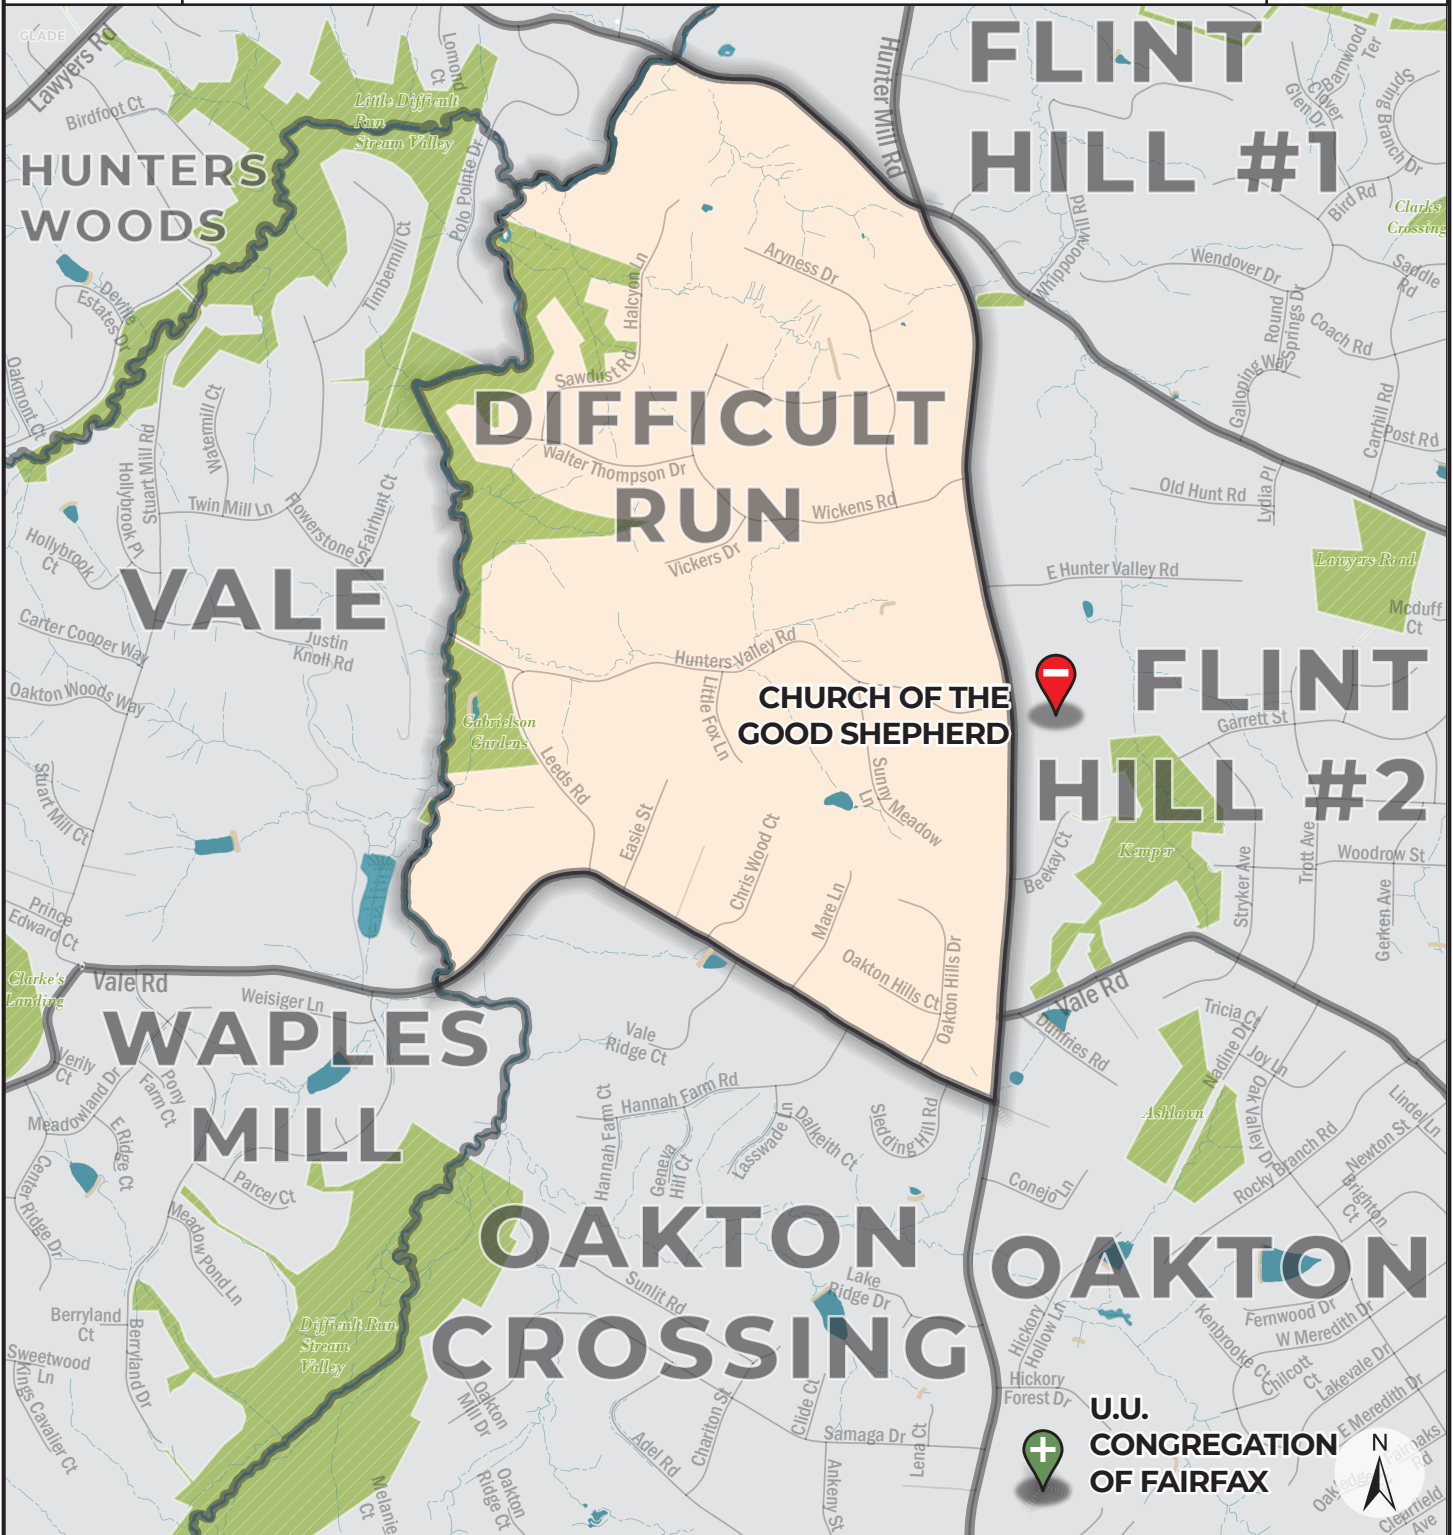 GLADE
Lawyers Rd
Birdfoot Ct
Lomond
Ct
Little Difficult
Run
Stream Valley
Polo Pointe Dr
HUNTERS
WOODS
Timbermill Ct
Deville
Estates Dr
Oakmont Ct
Watermill Ct
Hunter Mill Rd
FLINT
HILL #1
Barnwood
Ter
Clover
Glen Dr
Spring
Branch Dr
Bird Rd
Clarks
Crossing
Whippoorwill Rd
Wendover Dr
Saddle
Rd
Round
Springs Dr
Coach Rd
Galloping Way
Carrhill Rd
Post Rd
Old Hunt Rd
Lydia Pl
Aryness Dr
Halcyon Ln
Sawdust Rd
DIFFICULT
RUN
Walter Thompson Dr
Wickens Rd
Vickers Dr
Stuart Mill Rd
Hollybrook Pl
Twin Mill Ln
Flowerstone St
Fairhunt Ct
Hollybrook
Ct
VALE
Carter Cooper Way
Justin
Knoll Rd
Oakton Woods Way
Stuart Mill Ct
Prince
Edward Ct
E Hunter Valley Rd
Lawyers Road
Mcduff
Ct
Hunters Valley Rd
Little
Fox Ln
CHURCH OF THE
GOOD SHEPHERD
Gabrielson
Gardens
Leeds Rd
Easie St
Chris Wood Ct
Sunny Meadow
Ln
Mare Ln
Oakton Hills Ct
Oakton Hills Dr
FLINT
HILL #2
Garrett St
Kemper
Beekay Ct
Stryker Ave
Trott Ave
Woodrow St
Gerken Ave
Clarke's
Landing
Vale Rd
Weisiger Ln
WAPLES
MILL
Verily
Ct
Pony
Farm Ct
Meadowland Dr
E Ridge Ct
Center Ridge Dr
Parcel Ct
Meadow Pond Ln
Berryland
Ct
Berryland Dr
Sweetwood
Ln
Kings Cavalier Ct
Difficult Run
Stream
Valley
Vale
Ridge Ct
Hannah Farm Rd
Hannah Farm Ct
Geneva
Hill Ct
Lasswade Ln
Dalkeith Ct
Sledding Hill Rd
Vale Rd
Dunfries Rd
Tricia Ct
Nadine Dr
Joy Ln
Oak Valley Dr
Ashlawn
Lindel Ln
Newton St
Rocky Branch Rd
Brighton
Ct
Conejo Ln
OAKTON
CROSSING
Sunlit Rd
Lake
Ridge Dr
Oakton
Mill Dr
Adel Rd
Chariton St
Clide Ct
Samaga Dr
Lena Ct
Ankeny St
Oakton
Ridge Ct
Melanie
Ct
OAKTON
Hickory
Hollow Ln
Hickory
Forest Dr
Fernwood Dr
W Meredith Dr
Kenbrooke Ct
Chilcott
Ct
Lakevale Dr
E Meredith Dr
U.U.
CONGREGATION
OF FAIRFAX
N
Clearfield
Ave